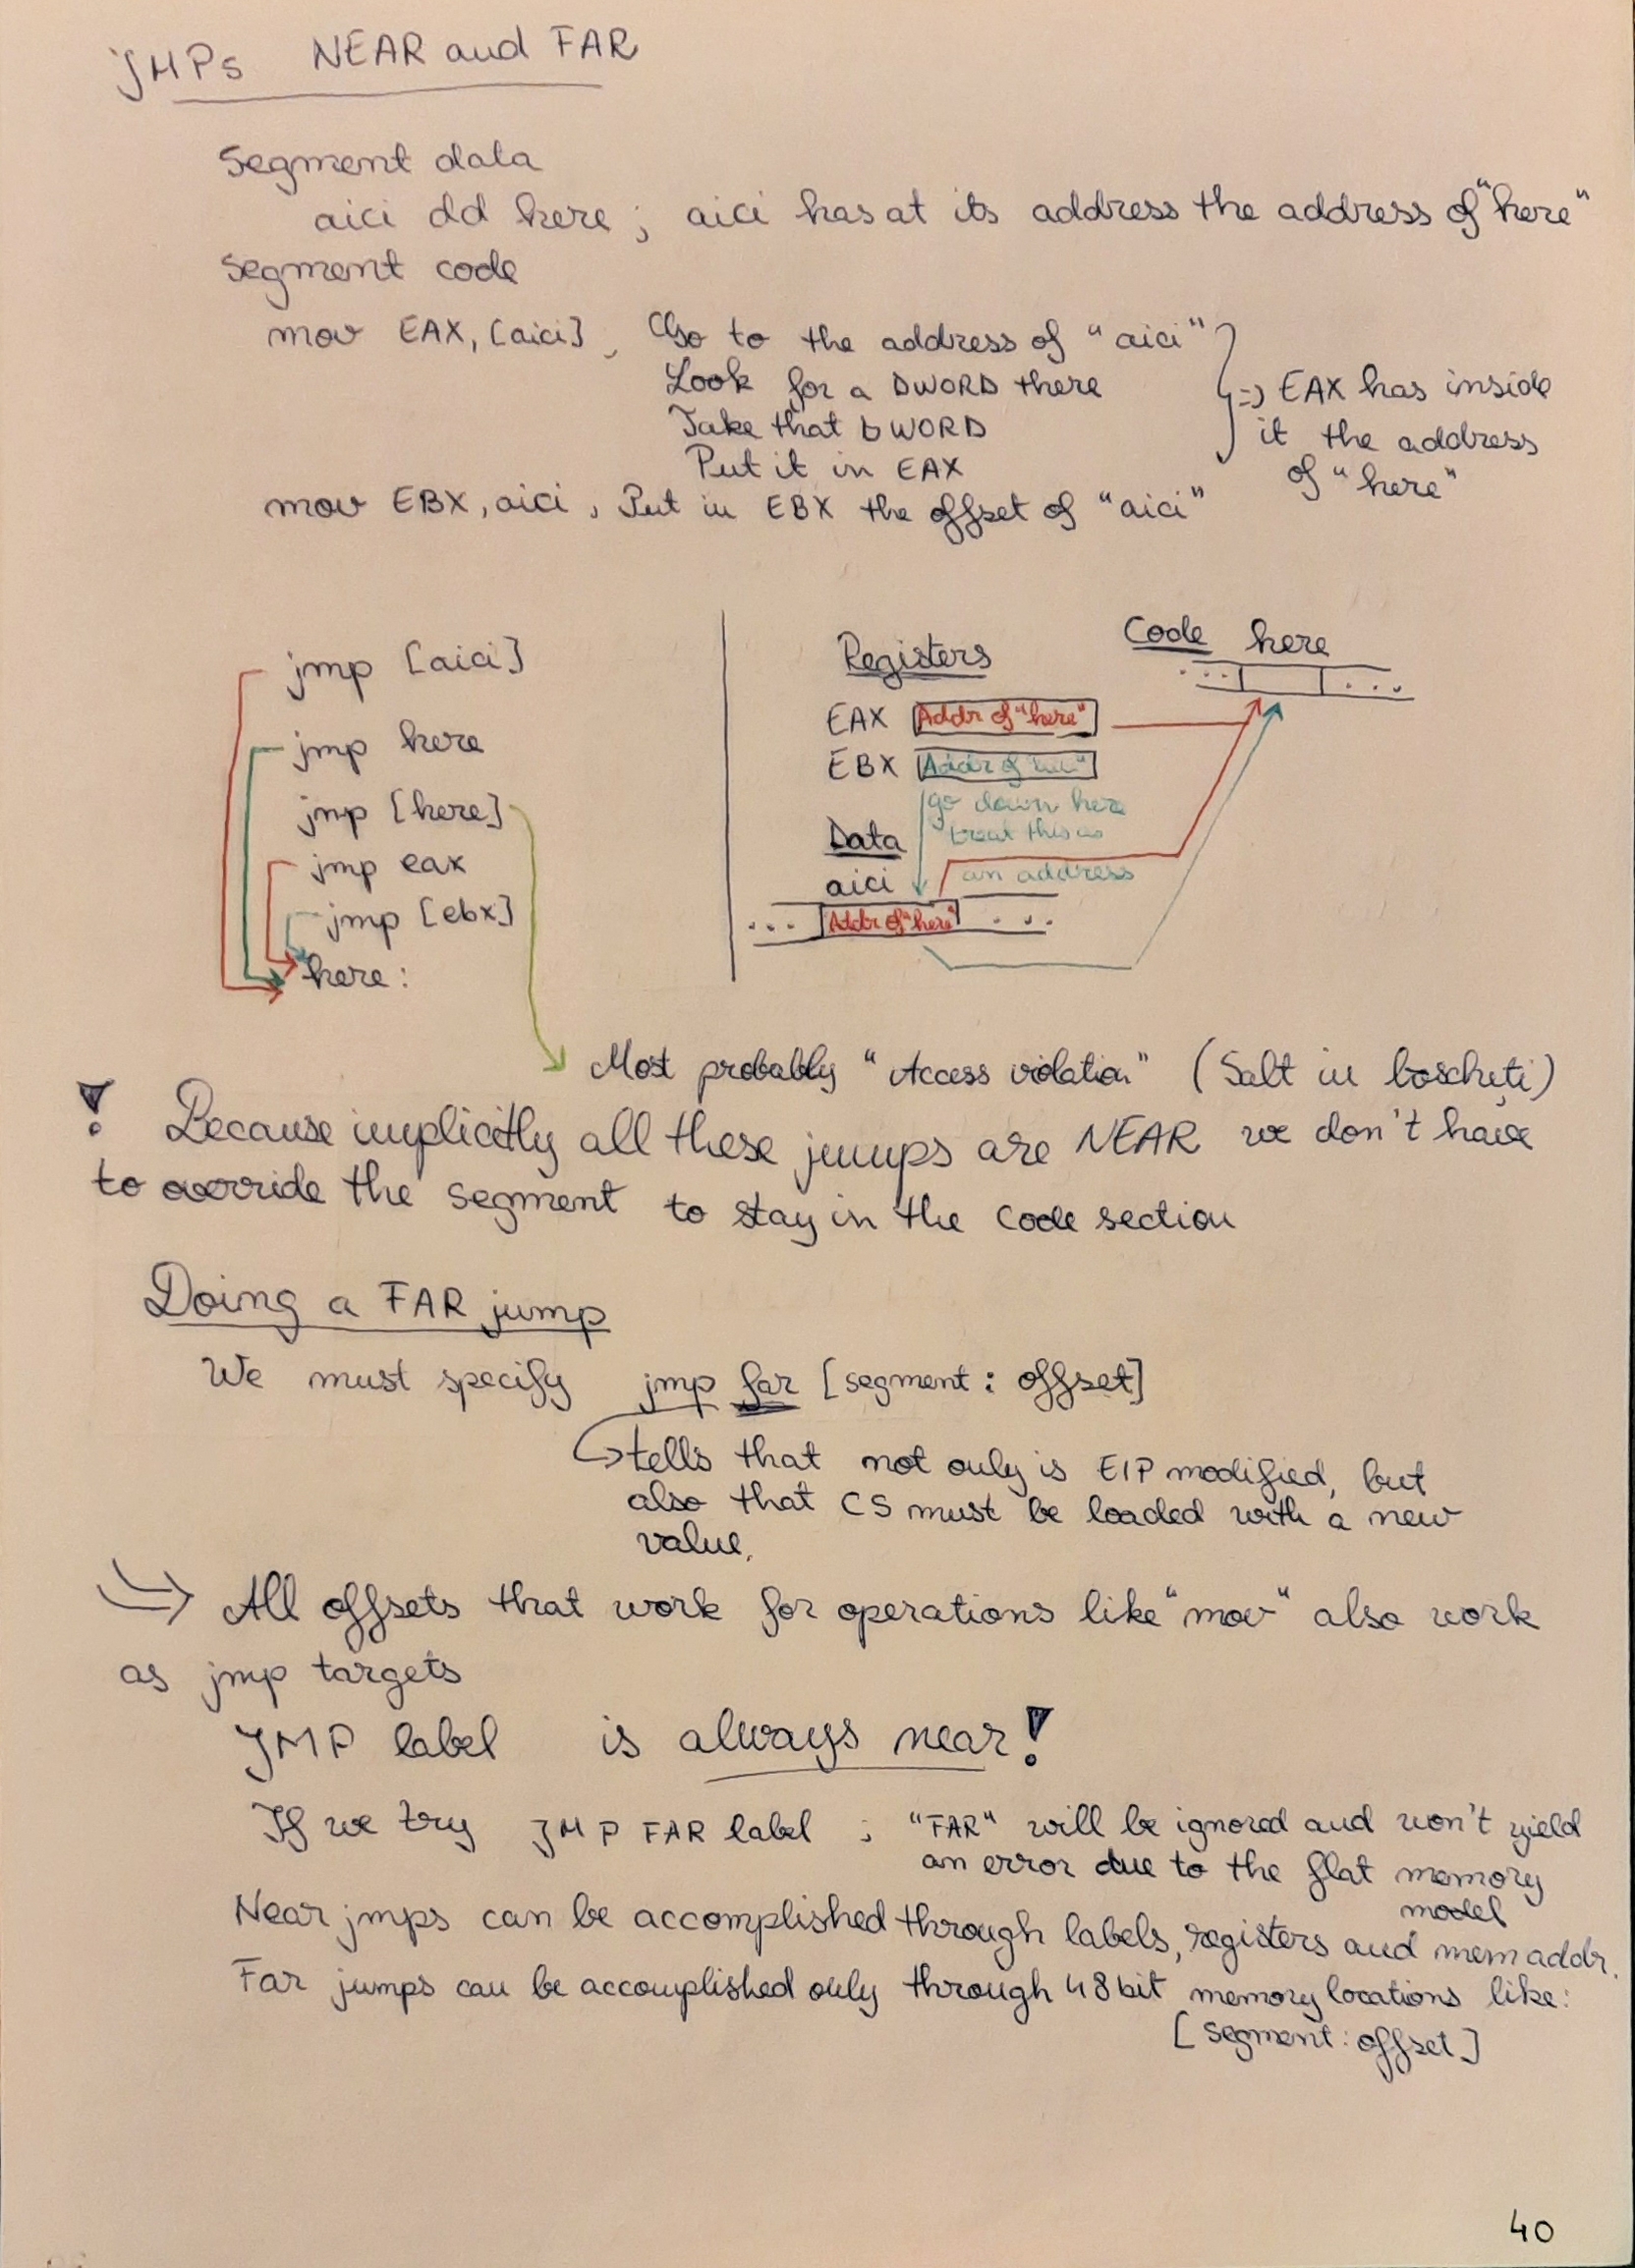 JMPs NEAR and FAR
Segment data
aici dd here ; aici has at its address the address of "here"
Segment code
mov EAX, [aici] , Go to the address of "aici"
Look for a DWORD there
Take that DWORD
Put it in EAX
=> EAX has inside
it the address
of "here"
mov EBX, aici , Put in EBX the offset of "aici"
jmp [aici]
jmp here
jmp [here]
jmp eax
jmp [ebx]
here :
Registers
Code here
... ...
EAX Addr of "here"
EBX Addr of
go down here
treat this as
an address
Data
aici
... Addr of "here" ...
Most probably "Access violation" (Salt in boscheți)
! Because implicitly all these jumps are NEAR we don't have
to override the segment to stay in the code section
Doing a FAR jump
We must specify jmp far [segment : offset]
tells that not only is EIP modified, but
also that CS must be loaded with a new
value.
All offsets that work for operations like "mov" also work
as jmp targets
JMP label is always near!
If we try JMP FAR label ; "FAR" will be ignored and won't yield
an error due to the flat memory
model
Near jmps can be accomplished through labels, registers and mem addr.
Far jumps can be accomplished only through 48 bit memory locations like:
[segment : offset]
40